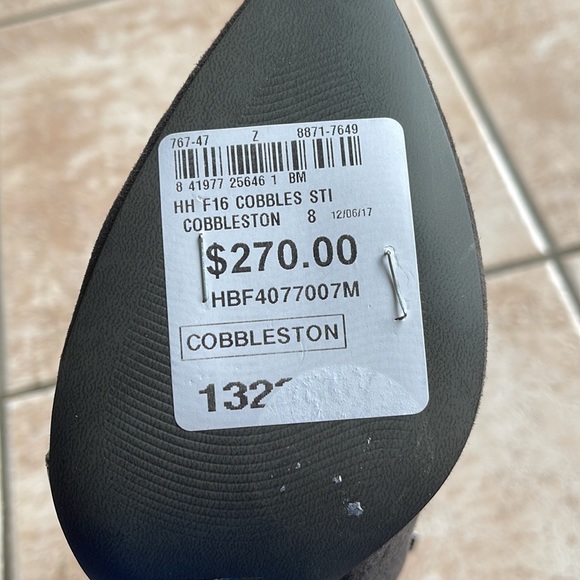 767-47 Z 8871-7649
8 41977 25646 1 BM
HH F16 COBBLES STI
COBBLESTON 8 12/06/17
$270.00
HBF4077007M
COBBLESTON